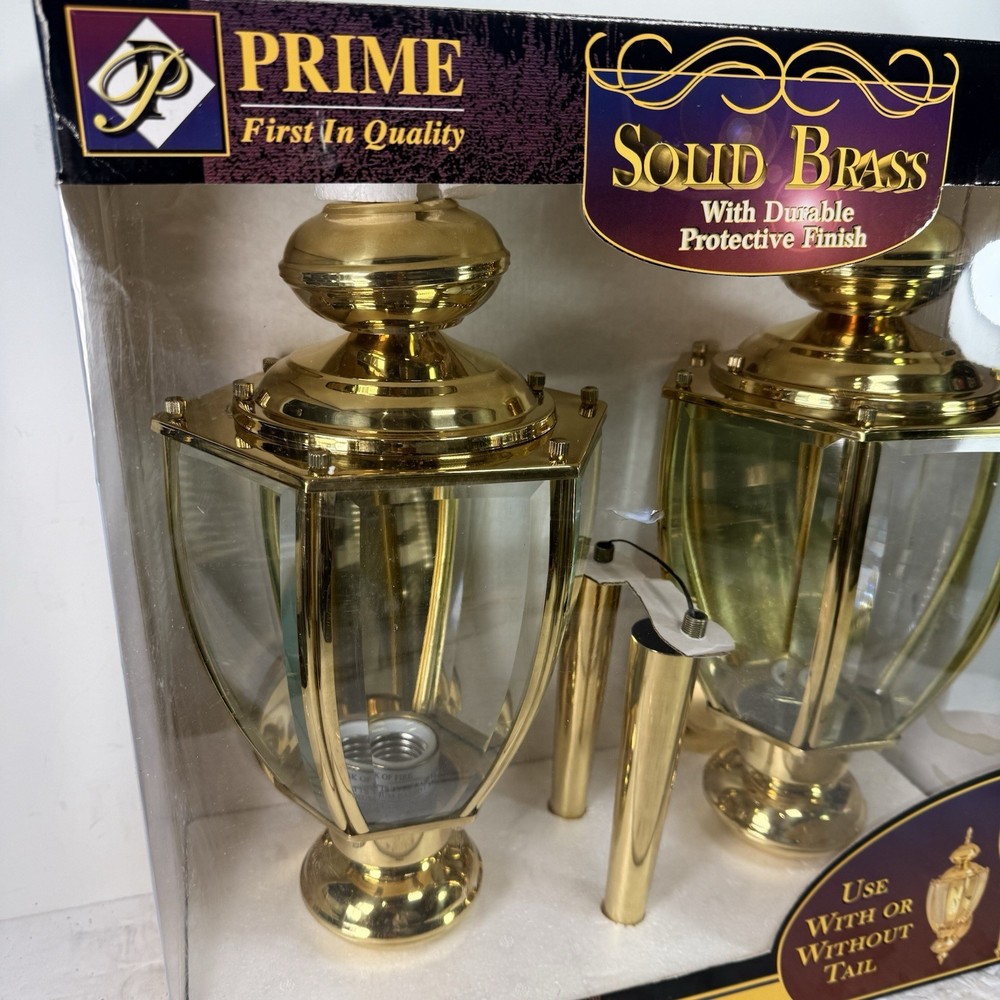 P
PRIME
First In Quality
SOLID BRASS
With Durable
Protective Finish
USE
WITH OR
WITHOUT
TAIL